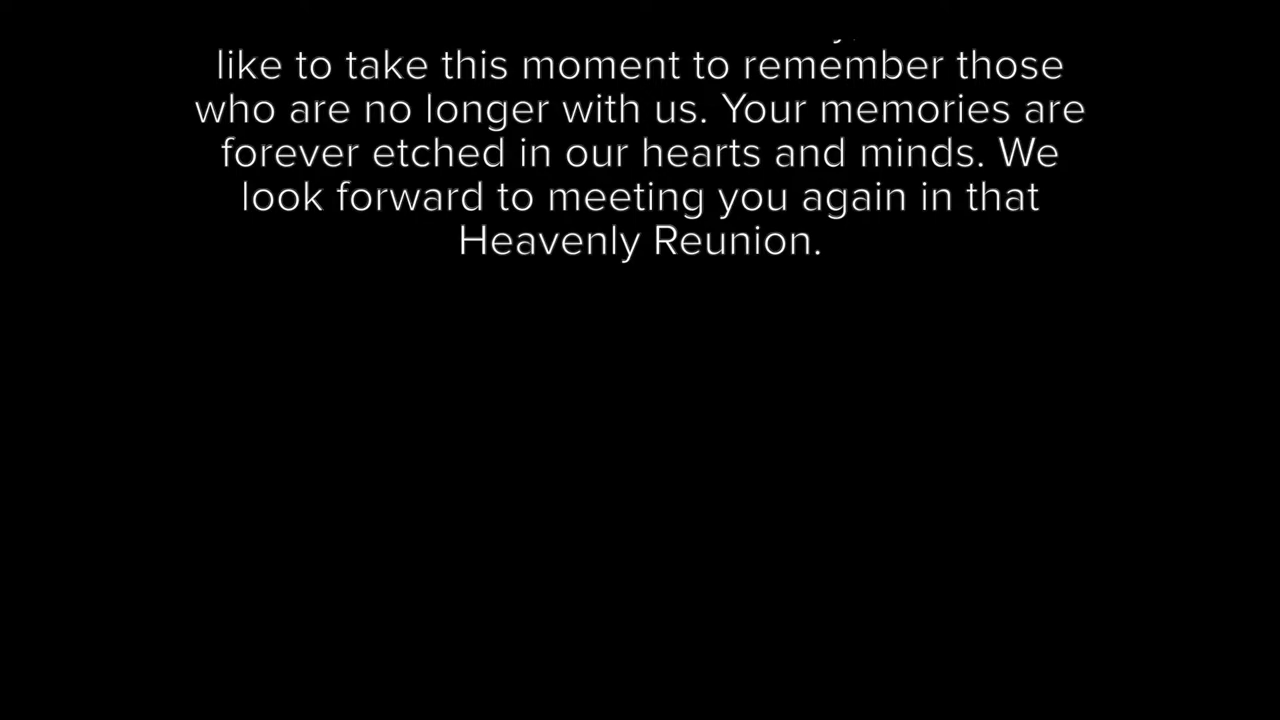 like to take this moment to remember those
who are no longer with us. Your memories are
forever etched in our hearts and minds. We
look forward to meeting you again in that
Heavenly Reunion.